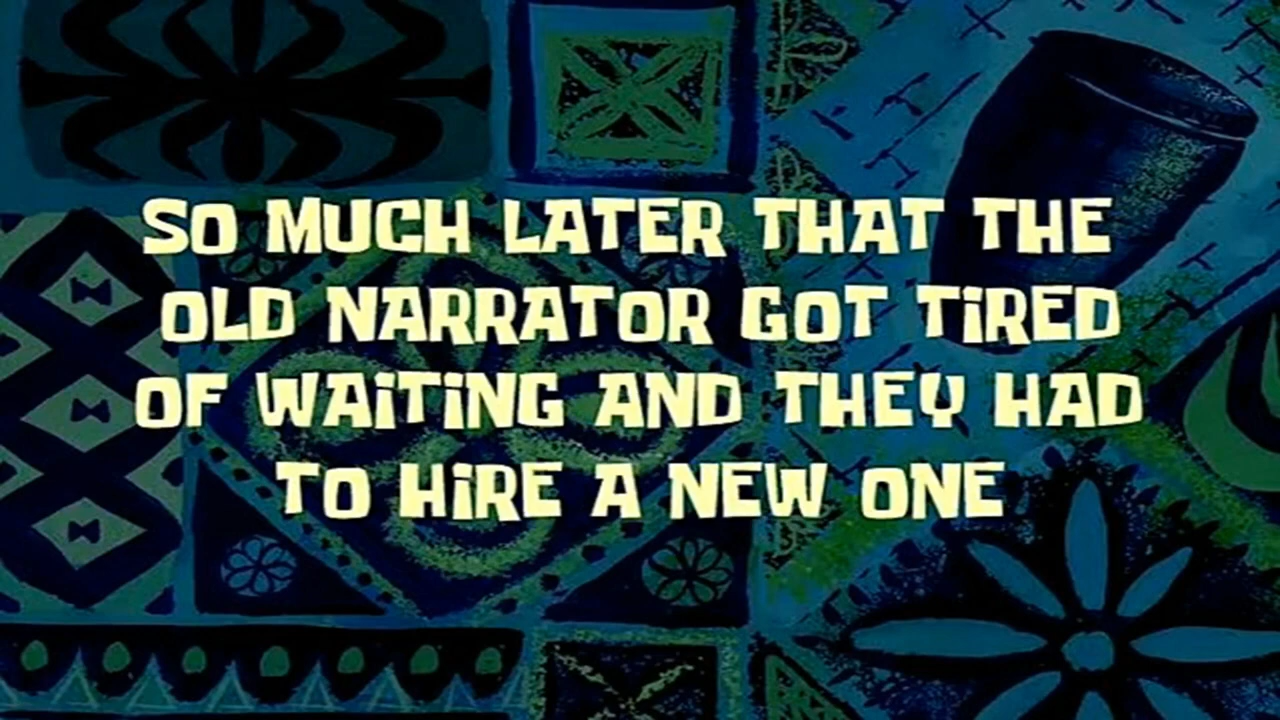 SO MUCH LATER THAT THE
OLD NARRATOR GOT TiRED
OF WAiTiNG AND THEY HAD
TO HiRE A NEW ONE